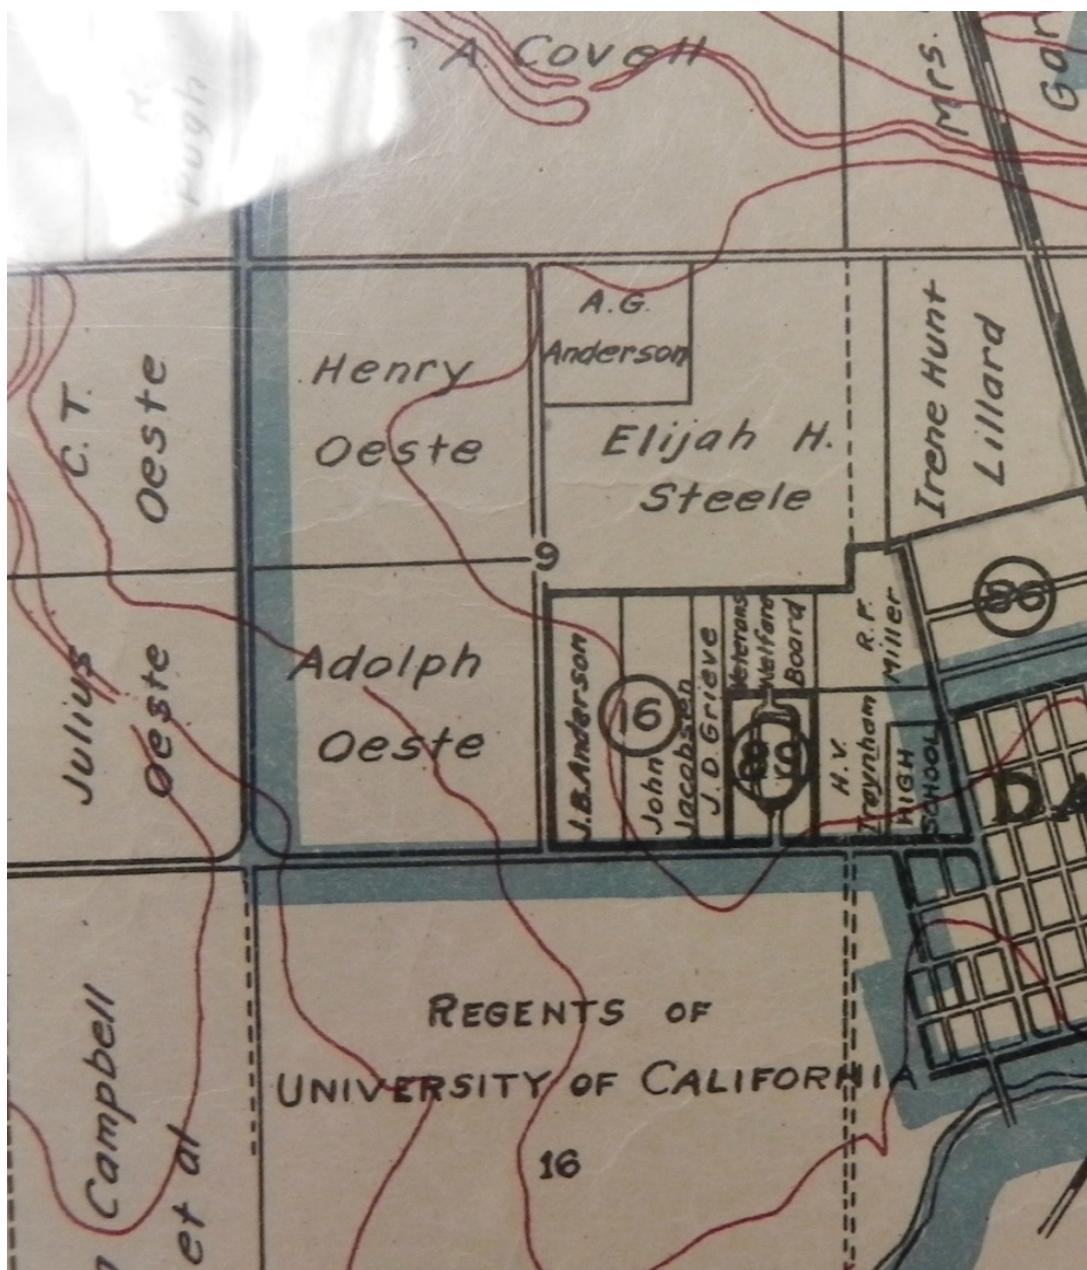 A. Covell
Mrs.
A. G.
Anderson
Henry
Oeste
C. T.
Oeste
Elijah H.
Steele
Irene Hunt
Lillard
9
86
Adolph
Oeste
Julius
Oeste
J. B. Anderson
16
John
Jacobsen
J. D. Grieve
Veterans
Welfare
Board
R. F.
Miller
H. V.
Traynham
HIGH
SCHOOL
DA
REGENTS OF
UNIVERSITY OF CALIFORNIA
16
Campbell
et al